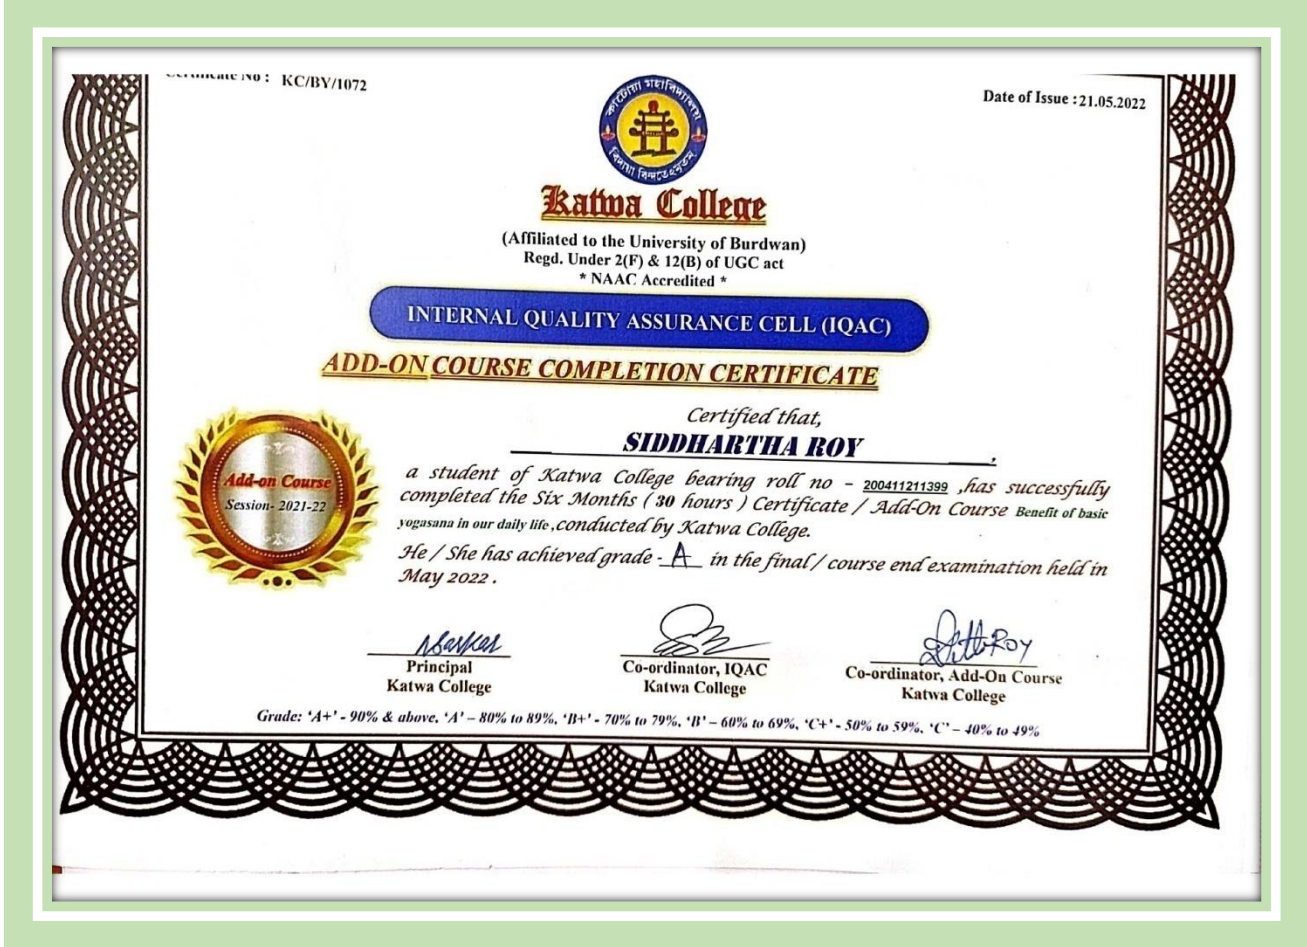 Certificate No : KC/BY/1072
Date of Issue :21.05.2022
কাটোয়া মহাবিদ্যালয়
Katwa College
(Affiliated to the University of Burdwan)
Regd. Under 2(F) & 12(B) of UGC act
* NAAC Accredited *
INTERNAL QUALITY ASSURANCE CELL (IQAC)
ADD-ON COURSE COMPLETION CERTIFICATE
Certified that,
SIDDHARTHA ROY
Add-on Course
Session- 2021-22
a student of Katwa College bearing roll no - 200411211399 ,has successfully
completed the Six Months ( 30 hours ) Certificate / Add-On Course Benefit of basic
yogasana in our daily life,conducted by Katwa College.
He / She has achieved grade - A in the final / course end examination held in
May 2022 .
Principal
Katwa College
Co-ordinator, IQAC
Katwa College
Roy
Co-ordinator, Add-On Course
Katwa College
Grade: 'A+' - 90% & above, 'A' – 80% to 89%, 'B+' - 70% to 79%, 'B' – 60% to 69%, 'C+' - 50% to 59%, 'C' – 40% to 49%